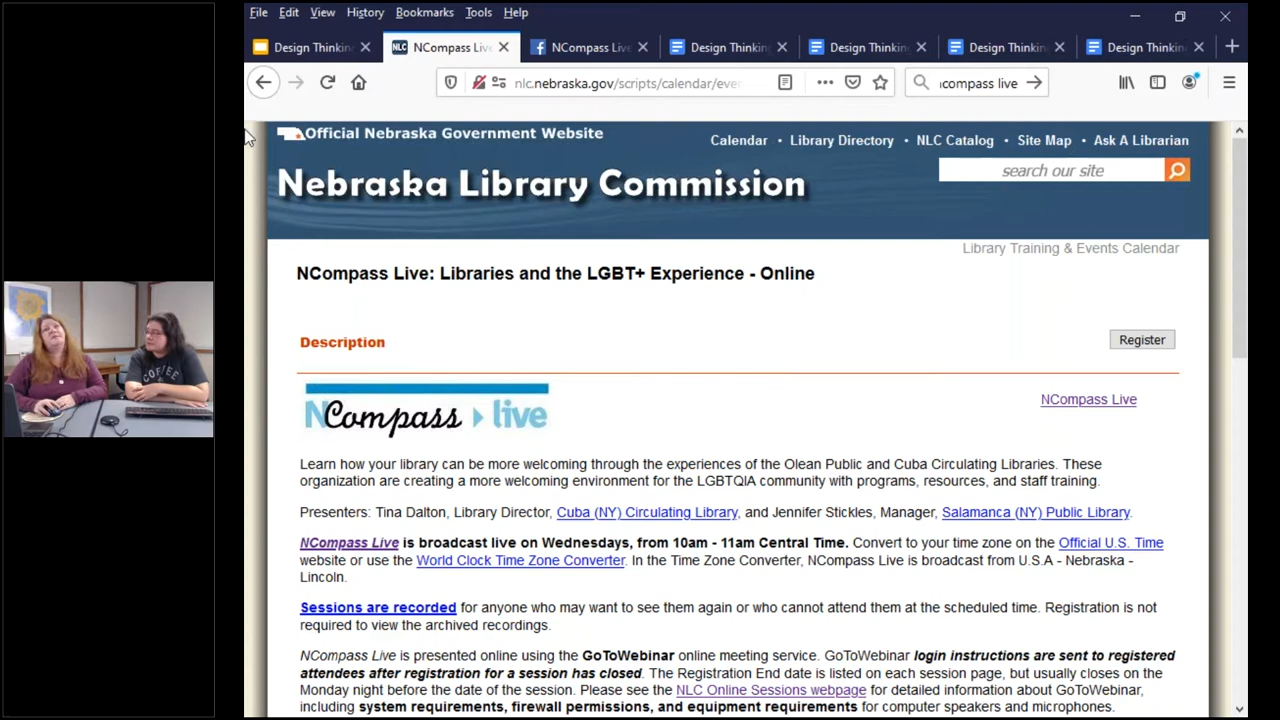 File Edit View History Bookmarks Tools Help
Design Thinkin
NCompass Live
NCompass Live
Design Thinkin
Design Thinkin
Design Thinkin
Design Thinkin
nlc.nebraska.gov/scripts/calendar/eve
compass live
Official Nebraska Government Website
Calendar • Library Directory • NLC Catalog • Site Map • Ask A Librarian
Nebraska Library Commission
search our site
Library Training & Events Calendar
NCompass Live: Libraries and the LGBT+ Experience - Online
Description
Register
NCompass live
NCompass Live
Learn how your library can be more welcoming through the experiences of the Olean Public and Cuba Circulating Libraries. These
organization are creating a more welcoming environment for the LGBTQIA community with programs, resources, and staff training.
Presenters: Tina Dalton, Library Director, Cuba (NY) Circulating Library, and Jennifer Stickles, Manager, Salamanca (NY) Public Library.
NCompass Live is broadcast live on Wednesdays, from 10am - 11am Central Time. Convert to your time zone on the Official U.S. Time
website or use the World Clock Time Zone Converter. In the Time Zone Converter, NCompass Live is broadcast from U.S.A - Nebraska -
Lincoln.
Sessions are recorded for anyone who may want to see them again or who cannot attend them at the scheduled time. Registration is not
required to view the archived recordings.
NCompass Live is presented online using the GoToWebinar online meeting service. GoToWebinar login instructions are sent to registered
attendees after registration for a session has closed. The Registration End date is listed on each session page, but usually closes on the
Monday night before the date of the session. Please see the NLC Online Sessions webpage for detailed information about GoToWebinar,
including system requirements, firewall permissions, and equipment requirements for computer speakers and microphones.
COFFEE